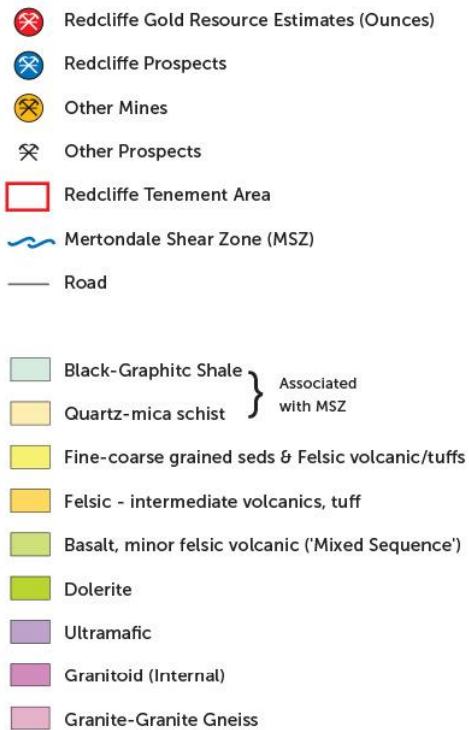 Redcliffe Gold Resource Estimates (Ounces)
Redcliffe Prospects
Other Mines
Other Prospects
Redcliffe Tenement Area
Mertondale Shear Zone (MSZ)
Road
Black-Graphitc Shale
Quartz-mica schist
Associated
with MSZ
Fine-coarse grained seds & Felsic volcanic/tuffs
Felsic - intermediate volcanics, tuff
Basalt, minor felsic volcanic ('Mixed Sequence')
Dolerite
Ultramafic
Granitoid (Internal)
Granite-Granite Gneiss